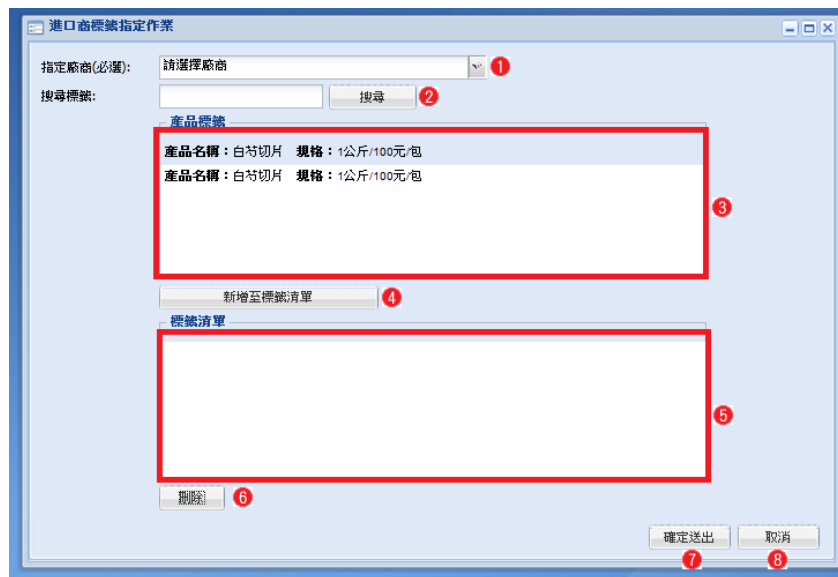 進口商標籤指定作業
指定廠商(必選): 請選擇廠商 1
搜尋標籤: 搜尋 2
產品標籤
產品名稱：白芍切片 規格：1公斤/100元/包
產品名稱：白芍切片 規格：1公斤/100元/包
3
新增至標籤清單 4
標籤清單
5
刪除 6
確定送出 取消
7 8